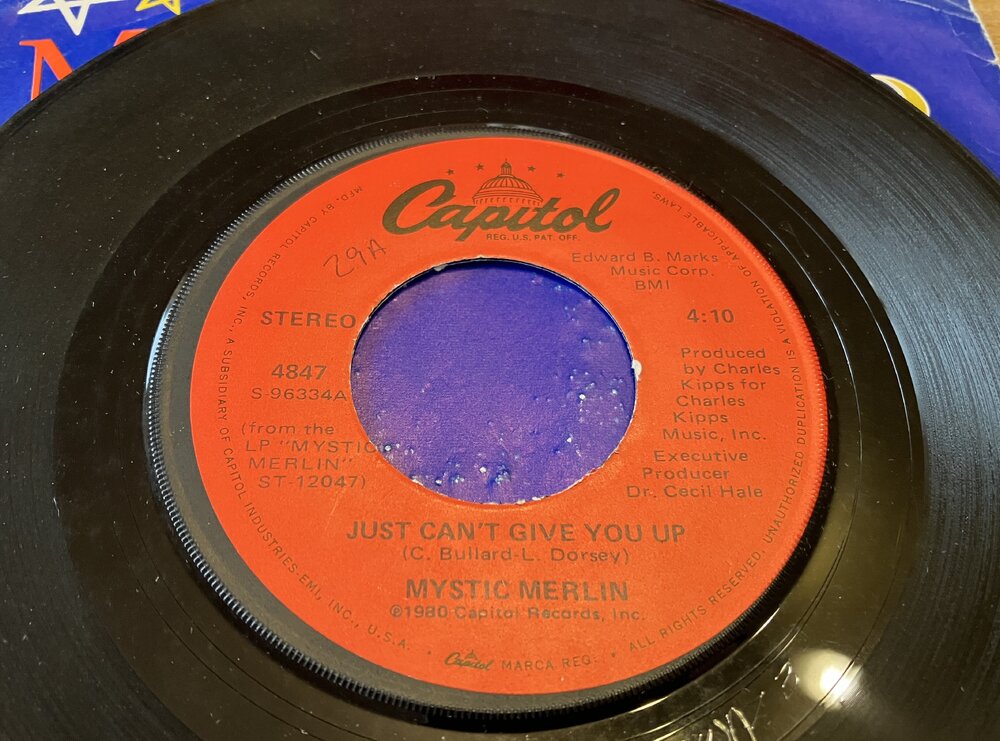 Capitol
REG. U.S. PAT. OFF.
29A
Edward B. Marks
Music Corp.
BMI
STEREO
4:10
4847
S-96334A
(from the
LP "MYSTIC
MERLIN"
ST-12047)
Produced
by Charles
Kipps for
Charles
Kipps
Music, Inc.
Executive
Producer
Dr. Cecil Hale
JUST CAN'T GIVE YOU UP
(C. Bullard-L. Dorsey)
MYSTIC MERLIN
℗1980 Capitol Records, Inc.
MFD. BY CAPITOL RECORDS, INC., A SUBSIDIARY OF CAPITOL INDUSTRIES-EMI, INC., U.S.A. • Capitol MARCA REG. • ALL RIGHTS RESERVED. UNAUTHORIZED DUPLICATION IS A VIOLATION OF APPLICABLE LAWS.